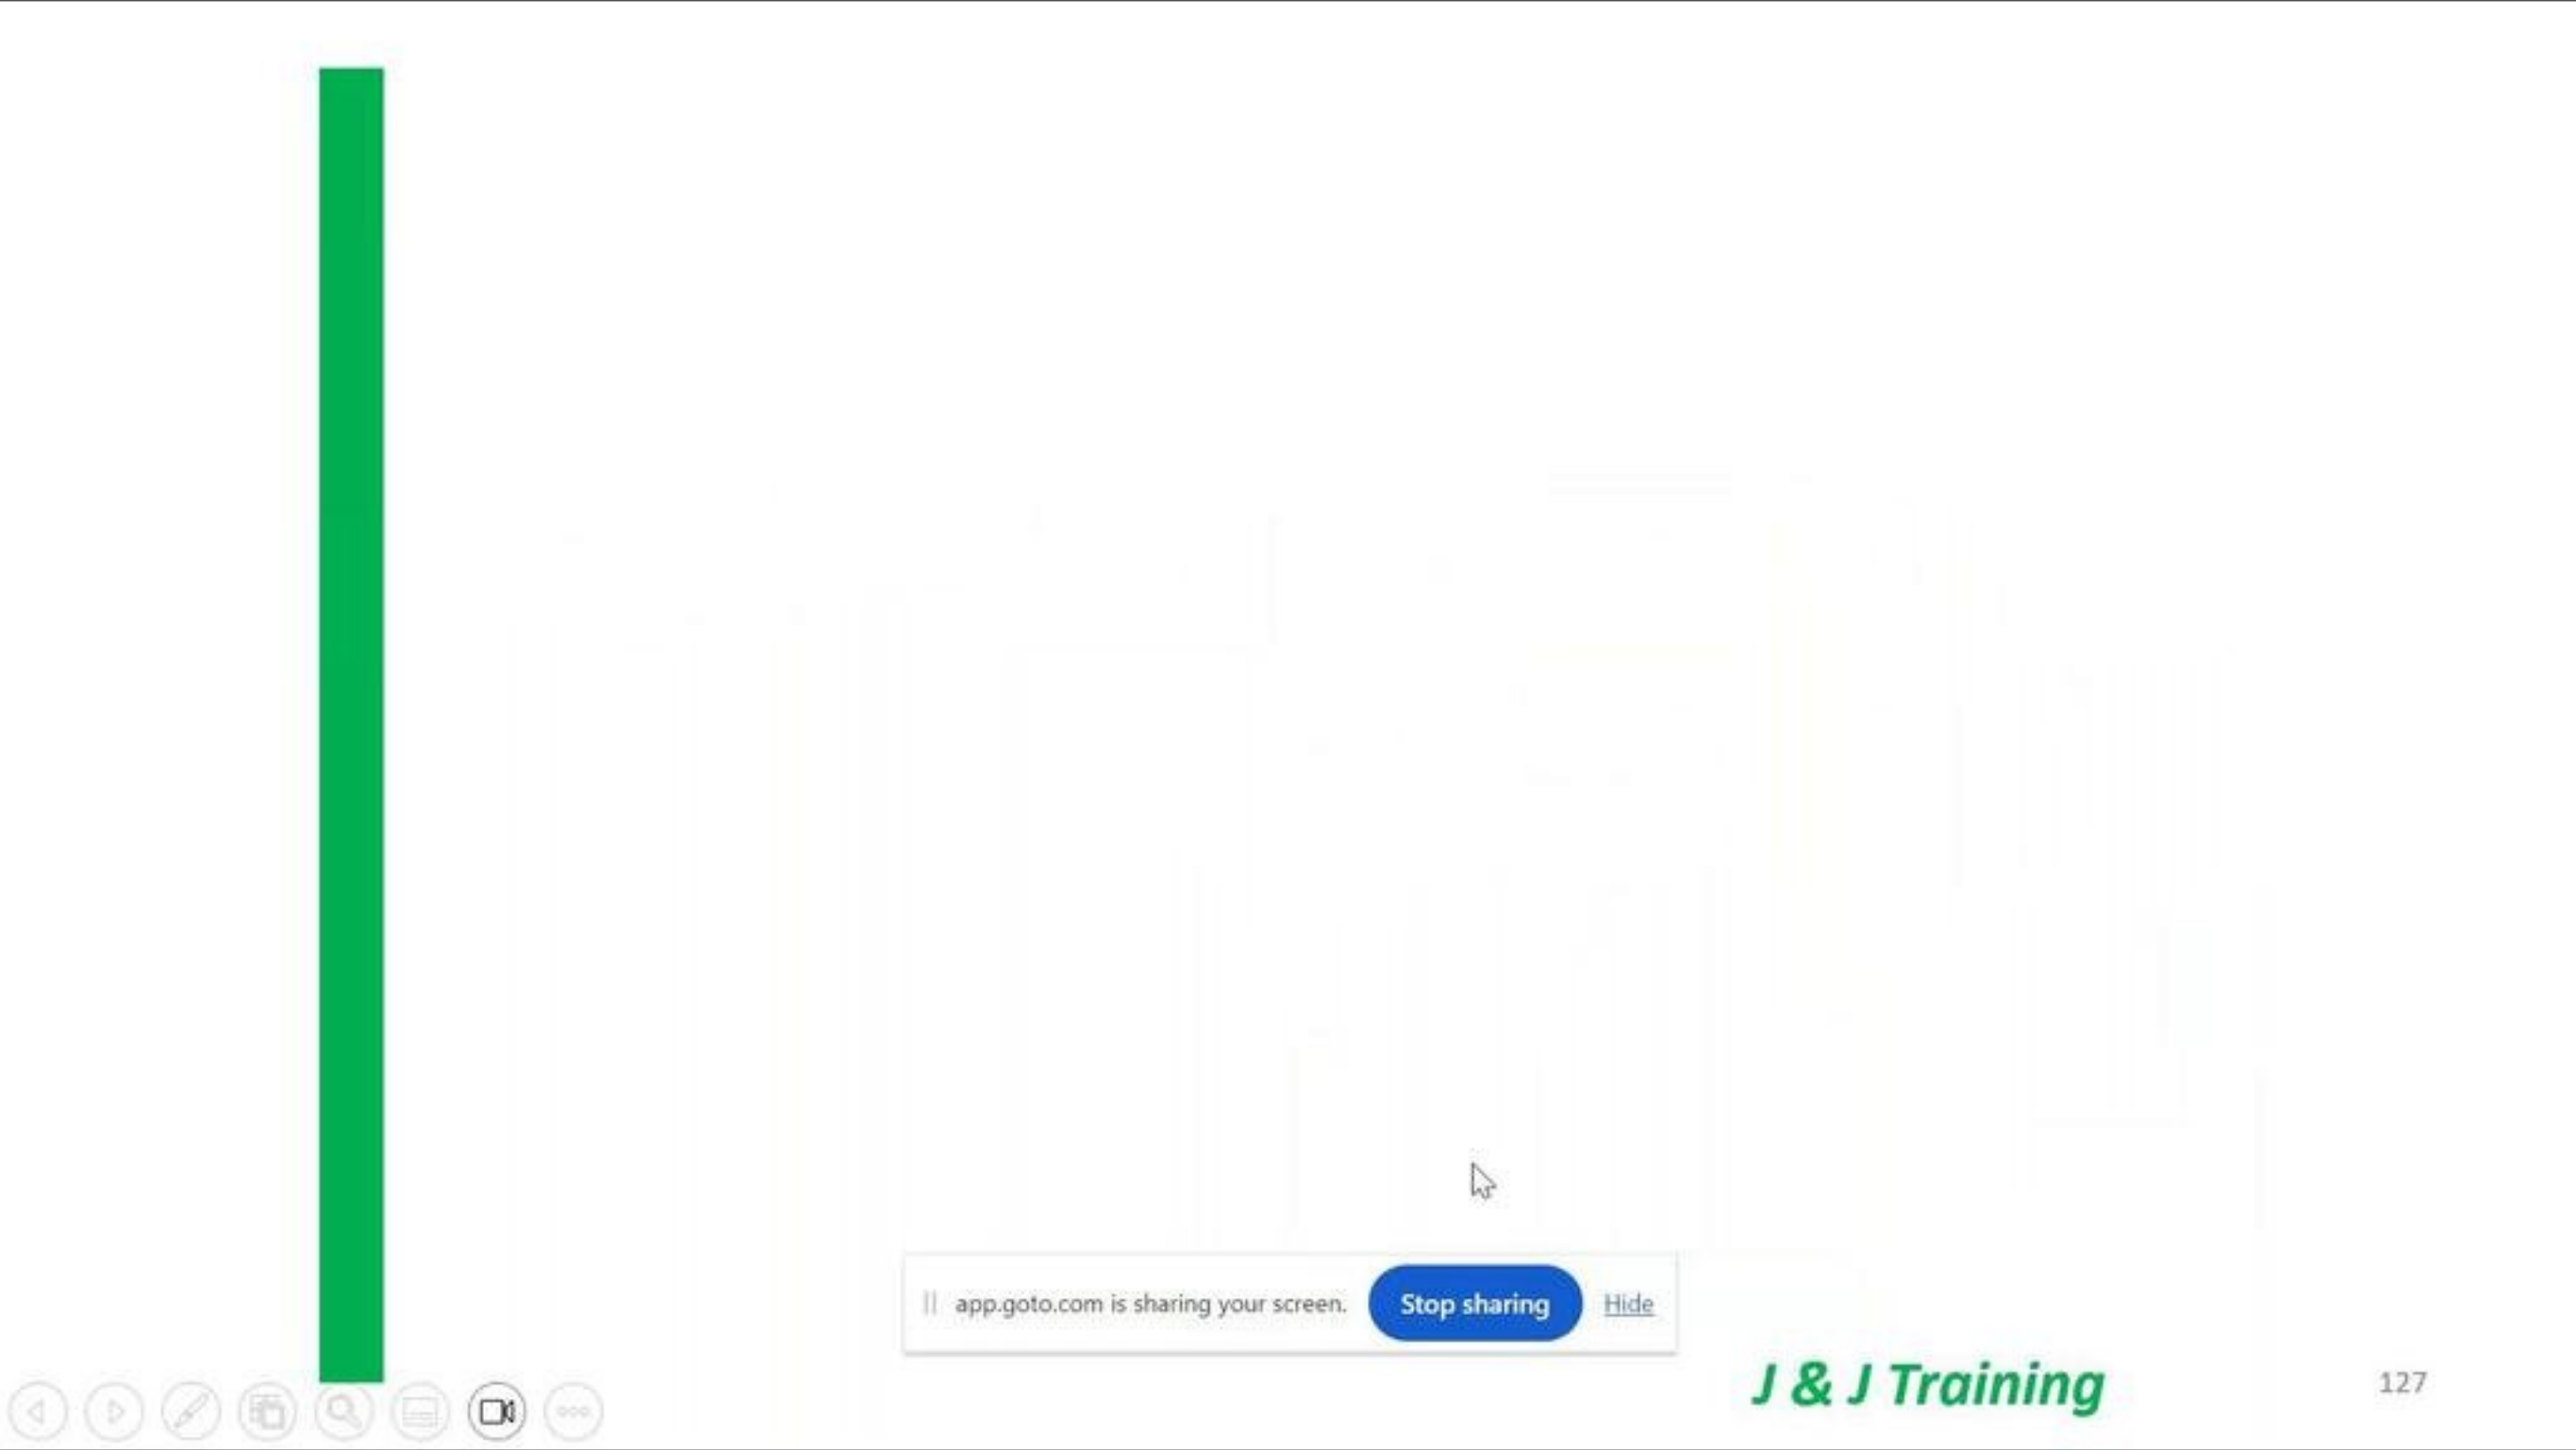 app.goto.com is sharing your screen. Stop sharing Hide
J & J Training
127